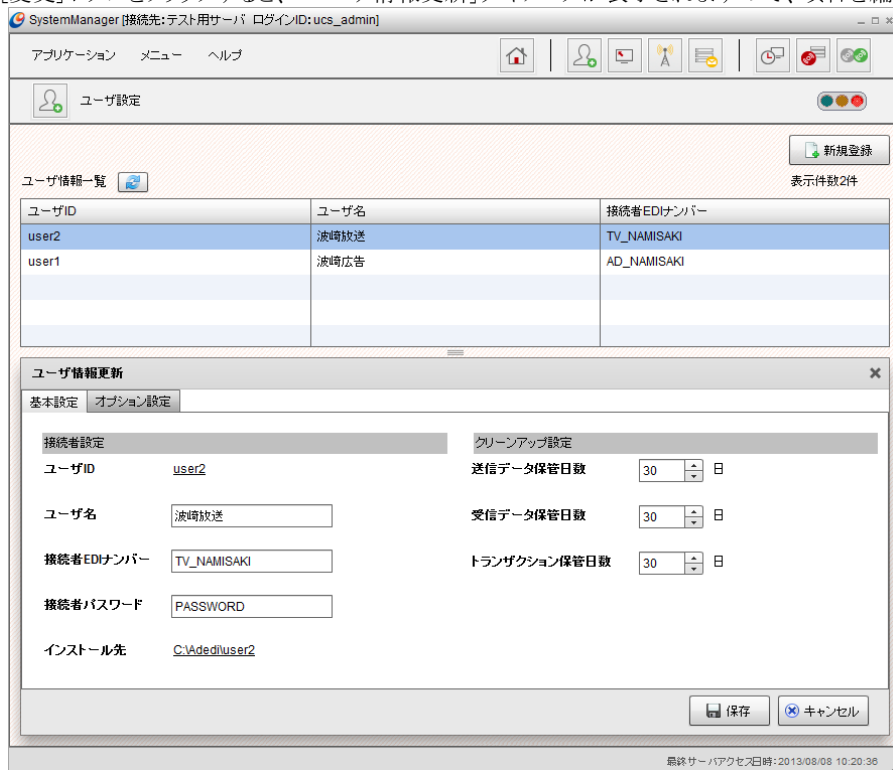 SystemManager [接続先：テスト用サーバ ログインID：ucs_admin]
アプリケーション メニュー ヘルプ
ユーザ設定
新規登録
ユーザ情報一覧
表示件数2件
ユーザID ユーザ名 接続者EDIナンバー
user2 波崎放送 TV_NAMISAKI
user1 波崎広告 AD_NAMISAKI
ユーザ情報更新
基本設定 オプション設定
接続者設定
ユーザID user2
ユーザ名 波崎放送
接続者EDIナンバー TV_NAMISAKI
接続者パスワード PASSWORD
インストール先 C:\Adedi\user2
クリーンアップ設定
送信データ保管日数 30 日
受信データ保管日数 30 日
トランザクション保管日数 30 日
保存 キャンセル
最終サーバアクセス日時：2013/08/08 10:20:36